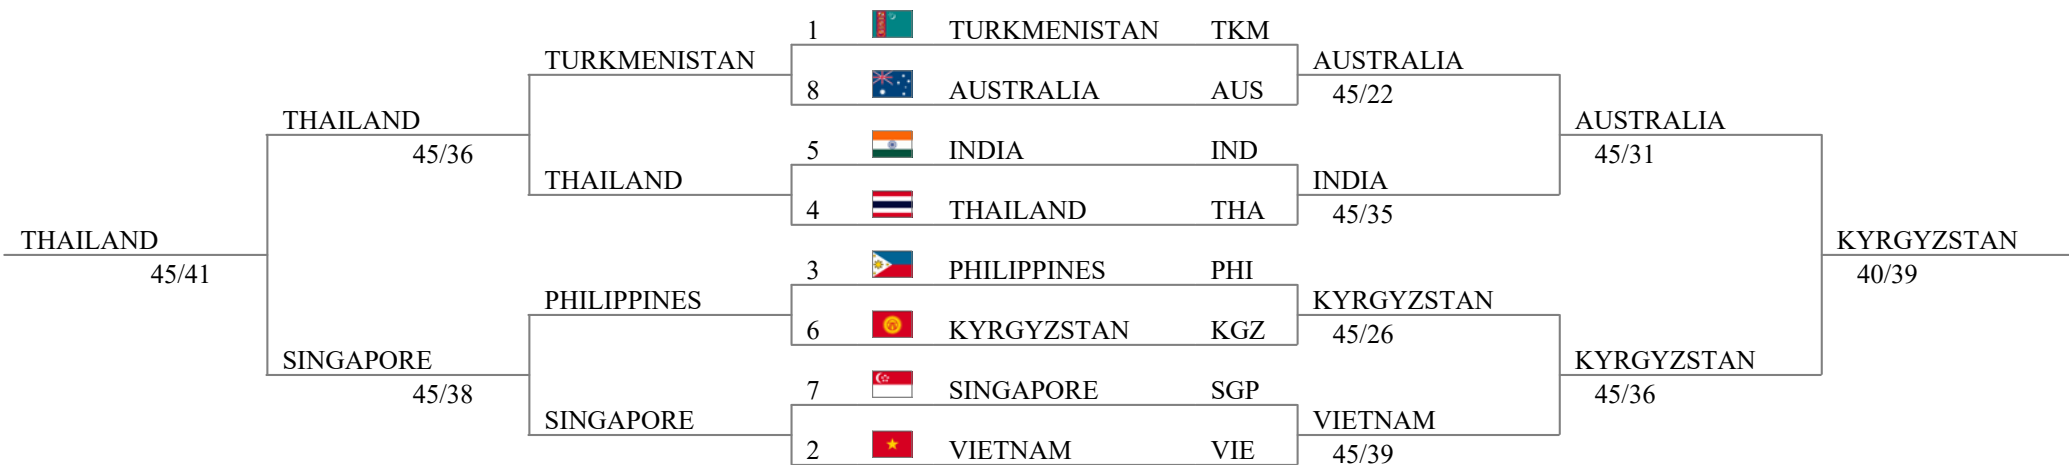 1 TURKMENISTAN TKM
TURKMENISTAN AUSTRALIA
8 AUSTRALIA AUS 45/22
THAILAND AUSTRALIA
45/36 5 INDIA IND 45/31
THAILAND INDIA
4 THAILAND THA 45/35
THAILAND KYRGYZSTAN
45/41 3 PHILIPPINES PHI 40/39
PHILIPPINES KYRGYZSTAN
6 KYRGYZSTAN KGZ 45/26
SINGAPORE KYRGYZSTAN
45/38 7 SINGAPORE SGP 45/36
SINGAPORE VIETNAM
2 VIETNAM VIE 45/39